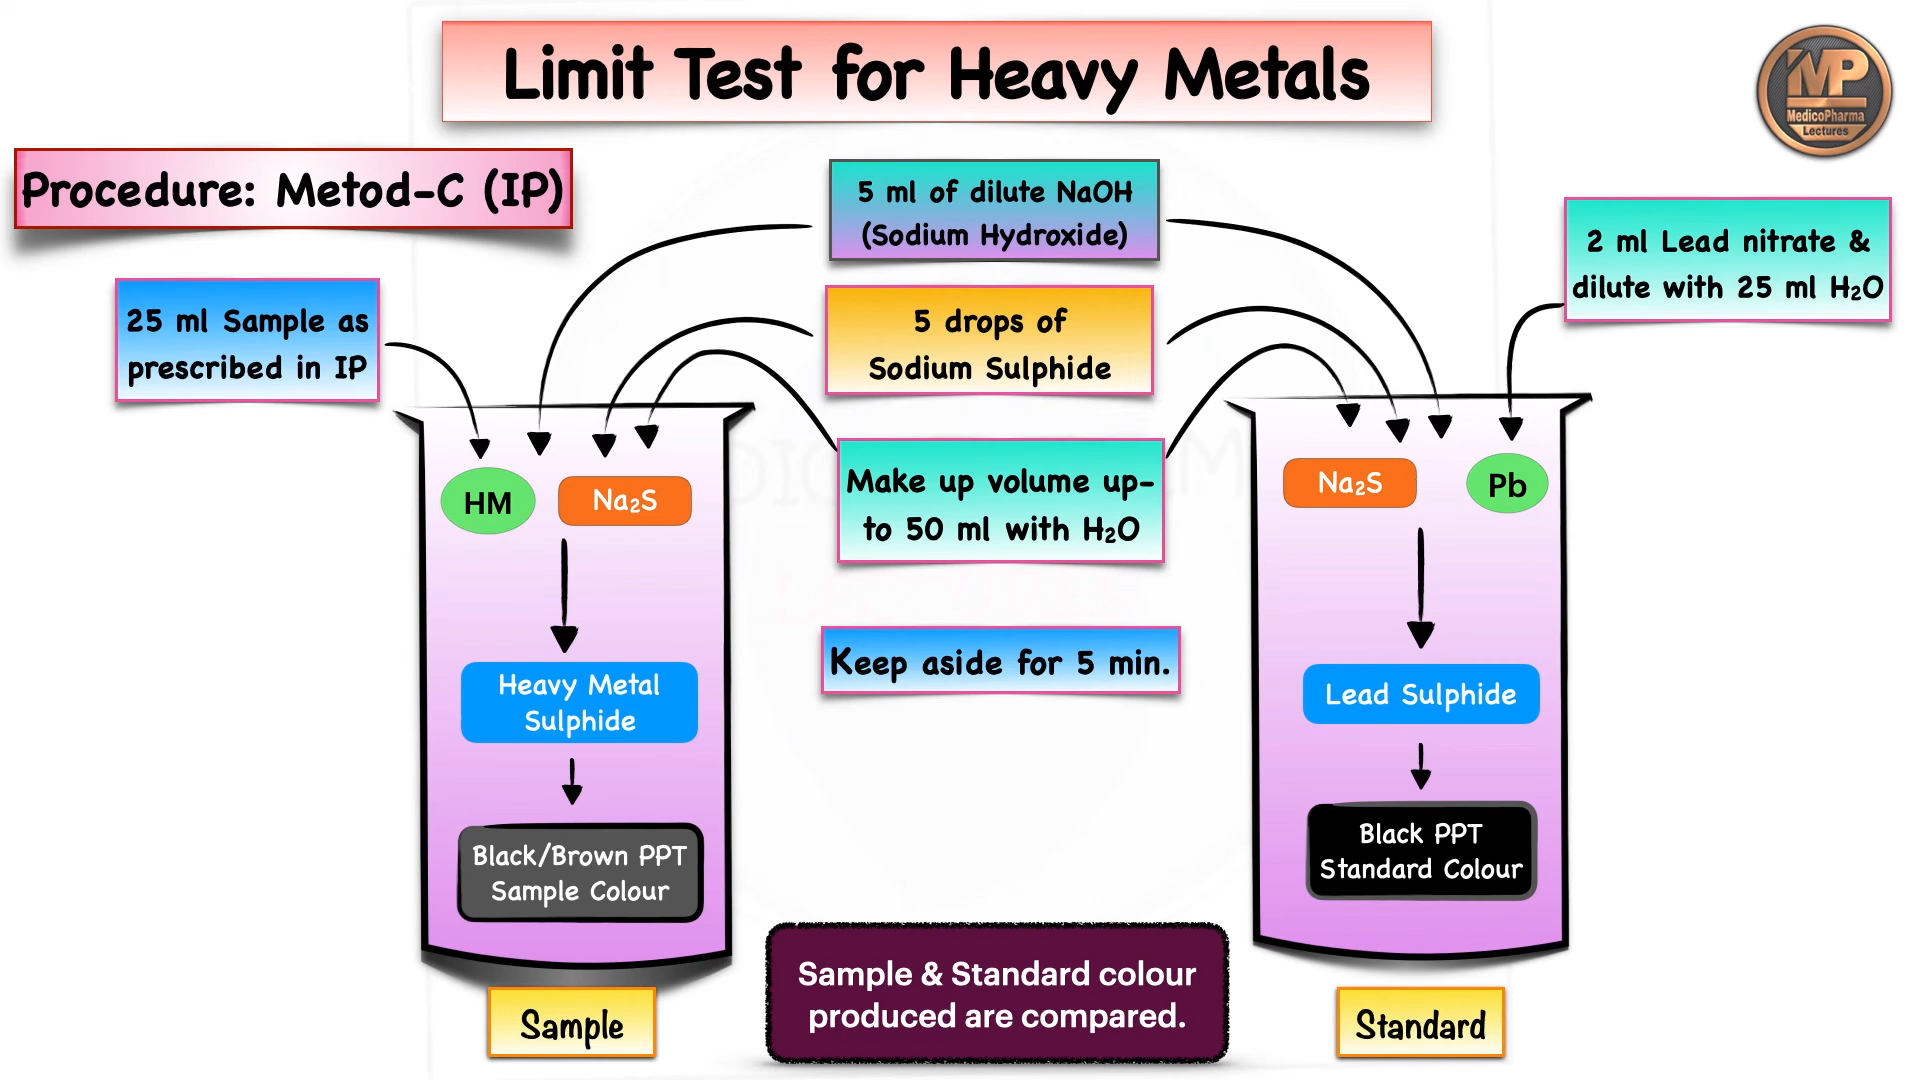 Limit Test for Heavy Metals
MP
MedicoPharma
Lectures
Procedure: Metod-C (IP)
5 ml of dilute NaOH
(Sodium Hydroxide)
2 ml Lead nitrate &
dilute with 25 ml H₂O
25 ml Sample as
prescribed in IP
5 drops of
Sodium Sulphide
Make up volume up-
to 50 ml with H₂O
Keep aside for 5 min.
HM
Na₂S
Heavy Metal
Sulphide
Black/Brown PPT
Sample Colour
Sample
Na₂S
Pb
Lead Sulphide
Black PPT
Standard Colour
Standard
Sample & Standard colour
produced are compared.